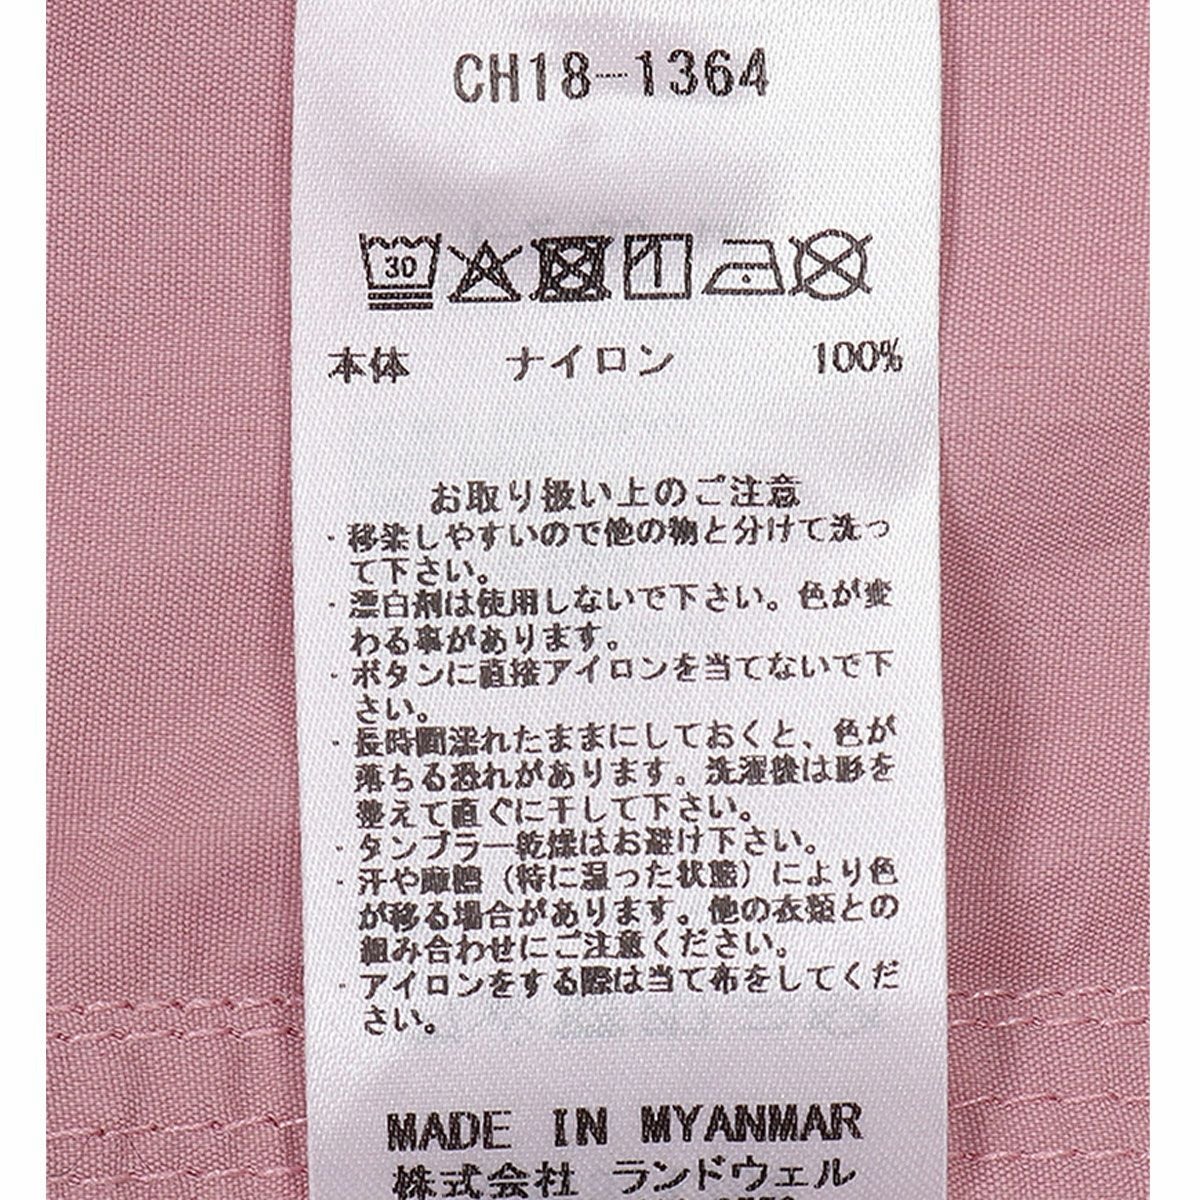 CH18-1364
30
本体 ナイロン 100%
お取り扱い上のご注意
・移染しやすいので他の物と分けて洗っ
て下さい。
・漂白剤は使用しないで下さい。色が変
わる事があります。
・ボタンに直接アイロンを当てないで下
さい。
・長時間濡れたままにしておくと、色が
落ちる恐れがあります。洗濯後は形を
整えて直ぐに干して下さい。
・タンブラー乾燥はお避け下さい。
・汗や摩擦（特に湿った状態）により色
が移る場合があります。他の衣類との
組み合わせにご注意ください。
・アイロンをする際は当て布をしてくだ
さい。
MADE IN MYANMAR
株式会社 ランドウェル